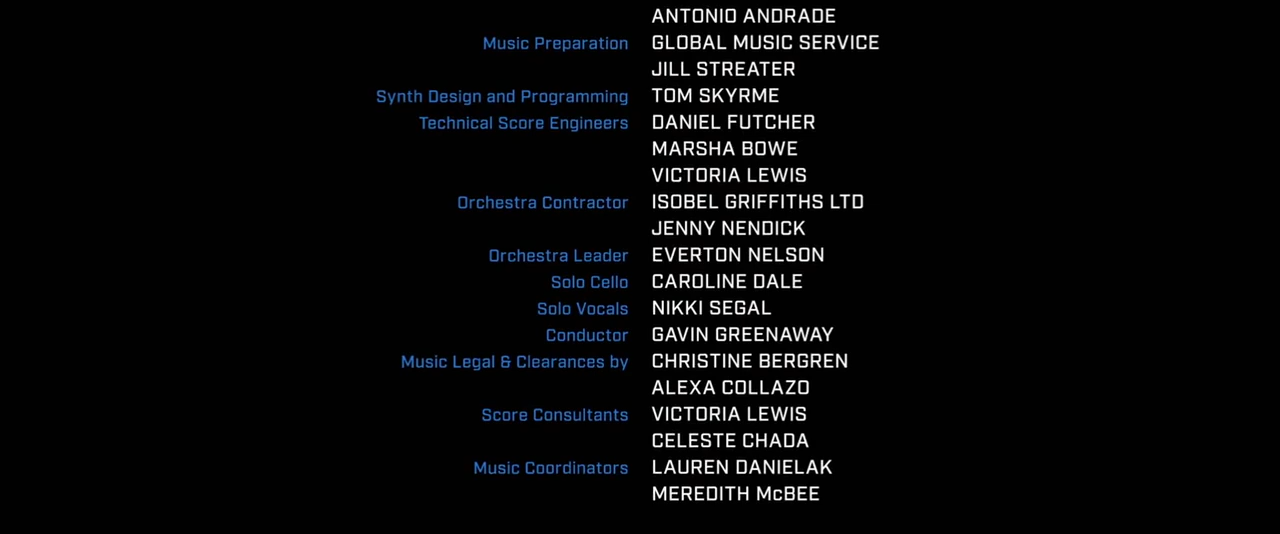 ANTONIO ANDRADE
Music Preparation GLOBAL MUSIC SERVICE
JILL STREATER
Synth Design and Programming TOM SKYRME
Technical Score Engineers DANIEL FUTCHER
MARSHA BOWE
VICTORIA LEWIS
Orchestra Contractor ISOBEL GRIFFITHS LTD
JENNY NENDICK
Orchestra Leader EVERTON NELSON
Solo Cello CAROLINE DALE
Solo Vocals NIKKI SEGAL
Conductor GAVIN GREENAWAY
Music Legal & Clearances by CHRISTINE BERGREN
ALEXA COLLAZO
Score Consultants VICTORIA LEWIS
CELESTE CHADA
Music Coordinators LAUREN DANIELAK
MEREDITH McBEE